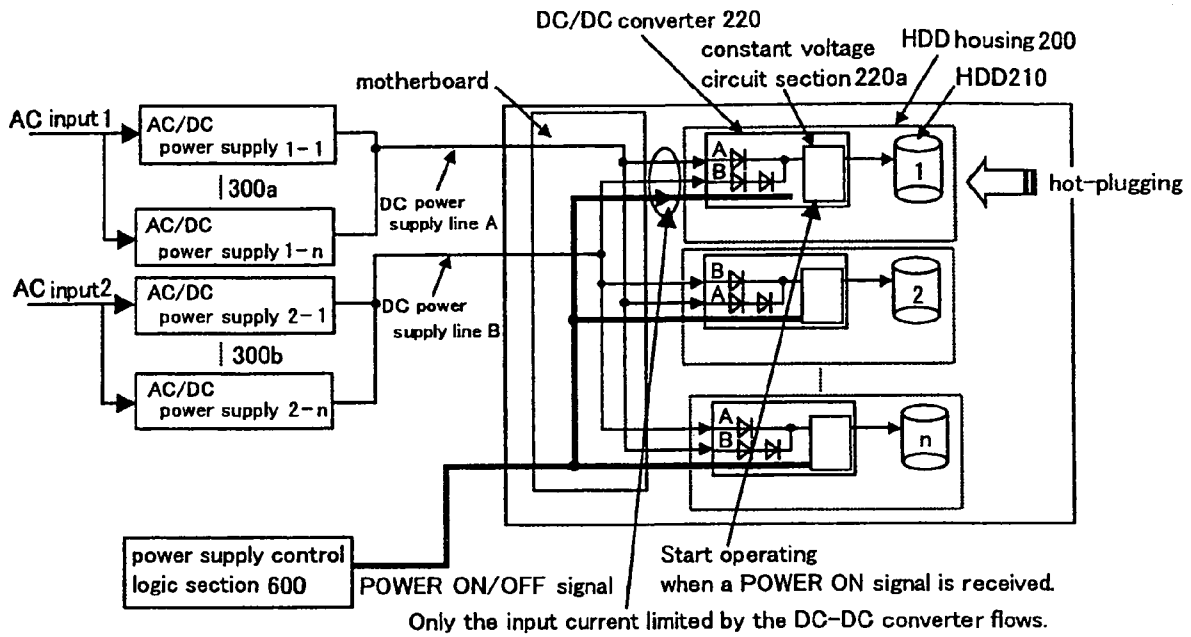 DC/DC converter 220
constant voltage
circuit section 220a
HDD housing 200
HDD210
motherboard
AC input1
AC/DC
power supply 1-1
300a
AC/DC
power supply 1-n
DC power
supply line A
AC input2
AC/DC
power supply 2-1
300b
AC/DC
power supply 2-n
DC power
supply line B
A
B
1
hot-plugging
B
A
2
A
B
n
power supply control
logic section 600
POWER ON/OFF signal
Start operating
when a POWER ON signal is received.
Only the input current limited by the DC-DC converter flows.